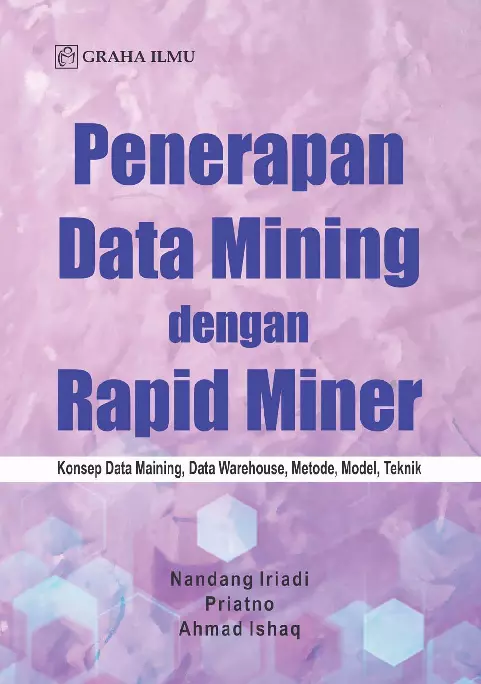 GRAHA ILMU
Penerapan
Data Mining
dengan
Rapid Miner
Konsep Data Maining, Data Warehouse, Metode, Model, Teknik
Nandang Iriadi
Priatno
Ahmad Ishaq